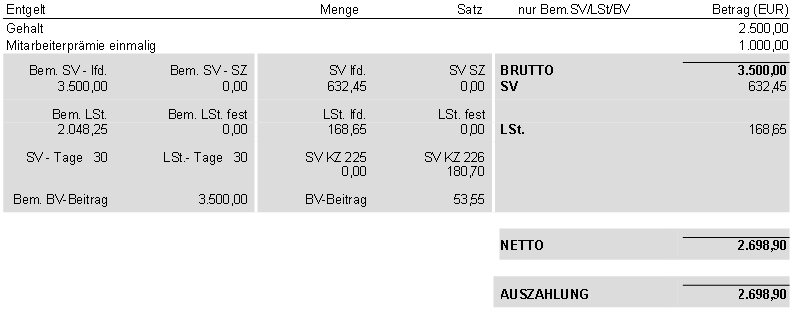 Entgelt Menge Satz nur Bem.SV/LSt/BV Betrag (EUR)
Gehalt 2.500,00
Mitarbeiterprämie einmalig 1.000,00
Bem. SV - lfd. Bem. SV - SZ SV lfd. SV SZ BRUTTO 3.500,00
3.500,00 0,00 632,45 0,00 SV 632,45
Bem. LSt. Bem. LSt. fest LSt. lfd. LSt. fest
2.048,25 0,00 168,65 0,00 LSt. 168,65
SV - Tage 30 LSt.- Tage 30 SV KZ 225 SV KZ 226
0,00 180,70
Bem. BV-Beitrag 3.500,00 BV-Beitrag 53,55
NETTO 2.698,90
AUSZAHLUNG 2.698,90